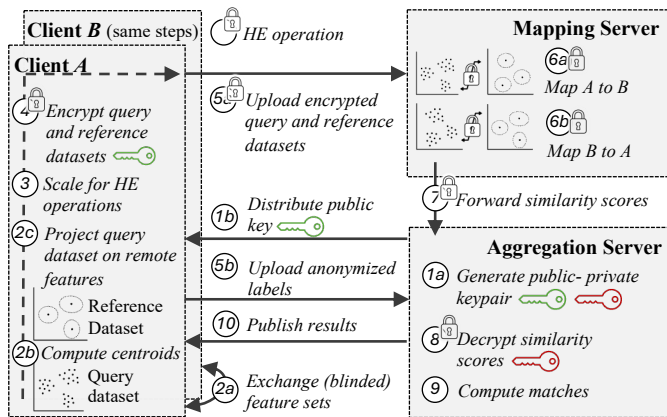 Client B (same steps)
Client A
4 Encrypt query
and reference
datasets
3 Scale for HE
operations
2c Project query
dataset on remote
features
Reference
Dataset
2b Compute centroids
Query
dataset
HE operation
5a Upload encrypted
query and reference
datasets
1b Distribute public
key
5b Upload anonymized
labels
10 Publish results
2a Exchange (blinded)
feature sets
Mapping Server
6a
Map A to B
6b
Map B to A
7 Forward similarity scores
Aggregation Server
1a Generate public- private
keypair
8 Decrypt similarity
scores
9 Compute matches